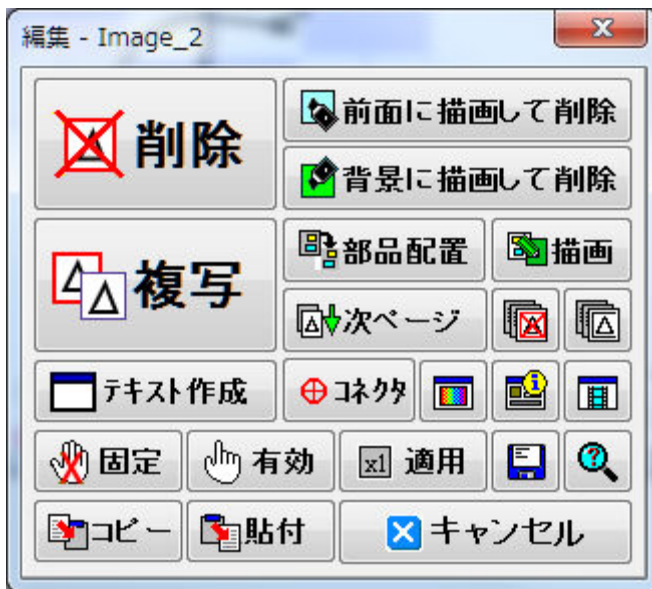 編集 - Image_2
削除
前面に描画して削除
背景に描画して削除
複写
部品配置
描画
次ページ
テキスト作成
コネクタ
固定
有効
x1 適用
コピー
貼付
キャンセル